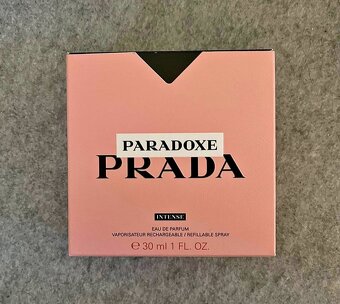 PARADOXE
PRADA
INTENSE
EAU DE PARFUM
VAPORISATEUR RECHARGEABLE / REFILLABLE SPRAY
℮ 30 ml 1 FL. OZ.